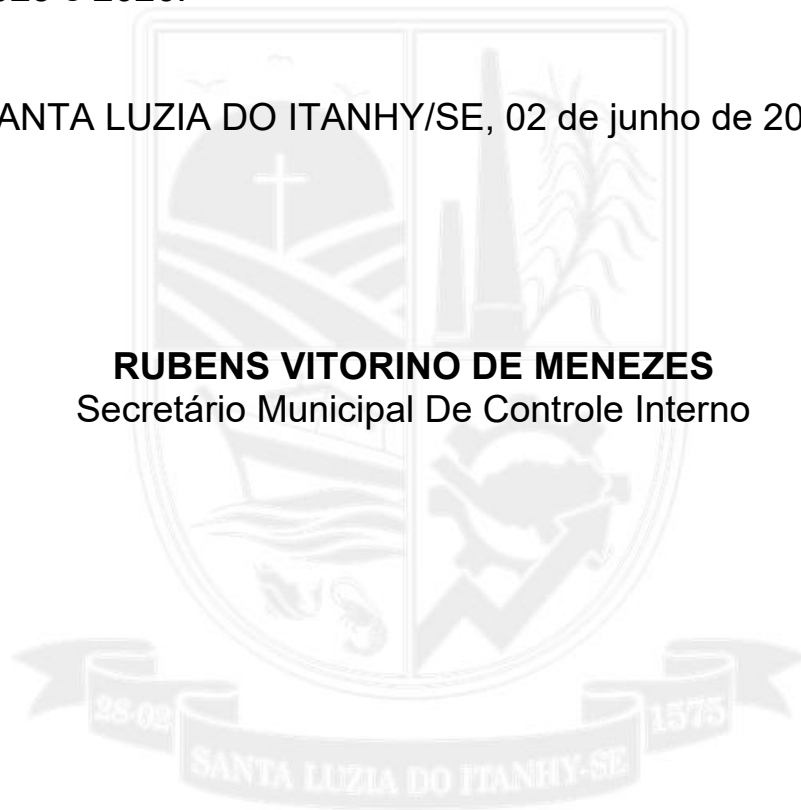 ANTA LUZIA DO ITANHY/SE, 02 de junho de 20
RUBENS VITORINO DE MENEZES
Secretário Municipal De Controle Interno
28-02
1575
SANTA LUZIA DO ITANHY-SE